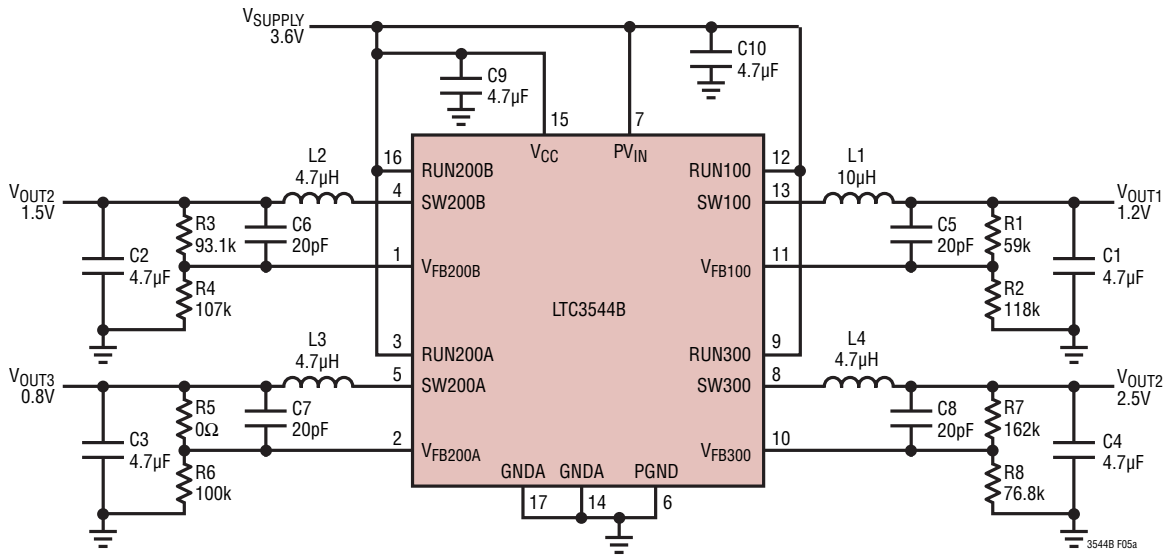 VSUPPLY
3.6V
C10
4.7µF
C9
4.7µF
15
7
VCC
PVIN
16
RUN200B
RUN100
12
L2
4.7µH
L1
10µH
VOUT2
1.5V
4
SW200B
SW100
13
VOUT1
1.2V
R3
93.1k
C6
20pF
C5
20pF
R1
59k
C2
4.7µF
1
VFB200B
VFB100
11
C1
4.7µF
R4
107k
LTC3544B
R2
118k
3
RUN200A
RUN300
9
L3
4.7µH
L4
4.7µH
VOUT3
0.8V
5
SW200A
SW300
8
VOUT2
2.5V
R5
0Ω
C7
20pF
C8
20pF
R7
162k
C3
4.7µF
2
VFB200A
VFB300
10
C4
4.7µF
R6
100k
GNDA
GNDA
PGND
R8
76.8k
17
14
6
3544B F05a